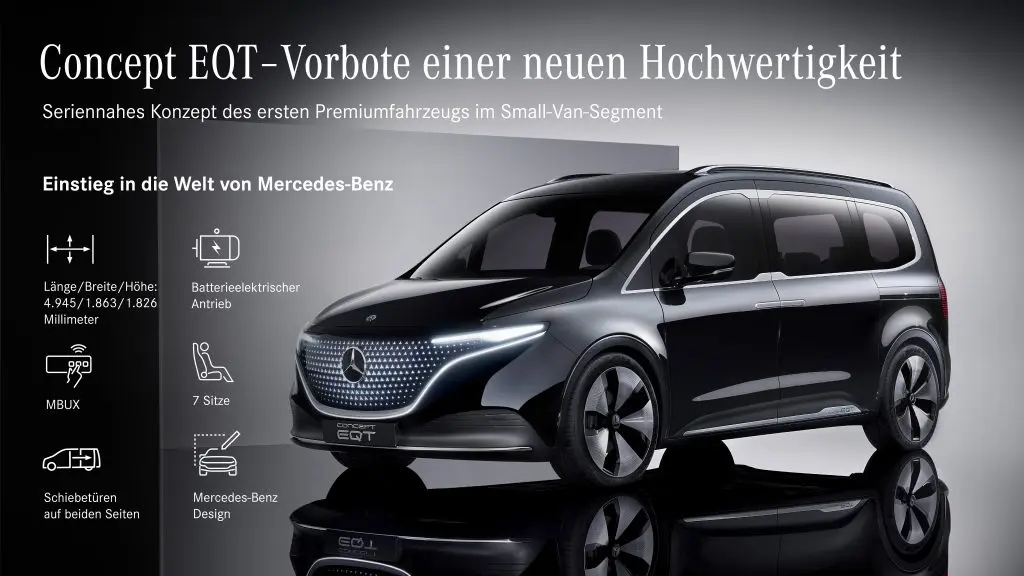 Concept EQT–Vorbote einer neuen Hochwertigkeit
Seriennahes Konzept des ersten Premiumfahrzeugs im Small-Van-Segment
Einstieg in die Welt von Mercedes-Benz
Länge/Breite/Höhe:
4.945/1.863/1.826
Millimeter
Batterieelektrischer
Antrieb
MBUX
7 Sitze
Schiebetüren
auf beiden Seiten
Mercedes-Benz
Design
CONCEPT
EQT